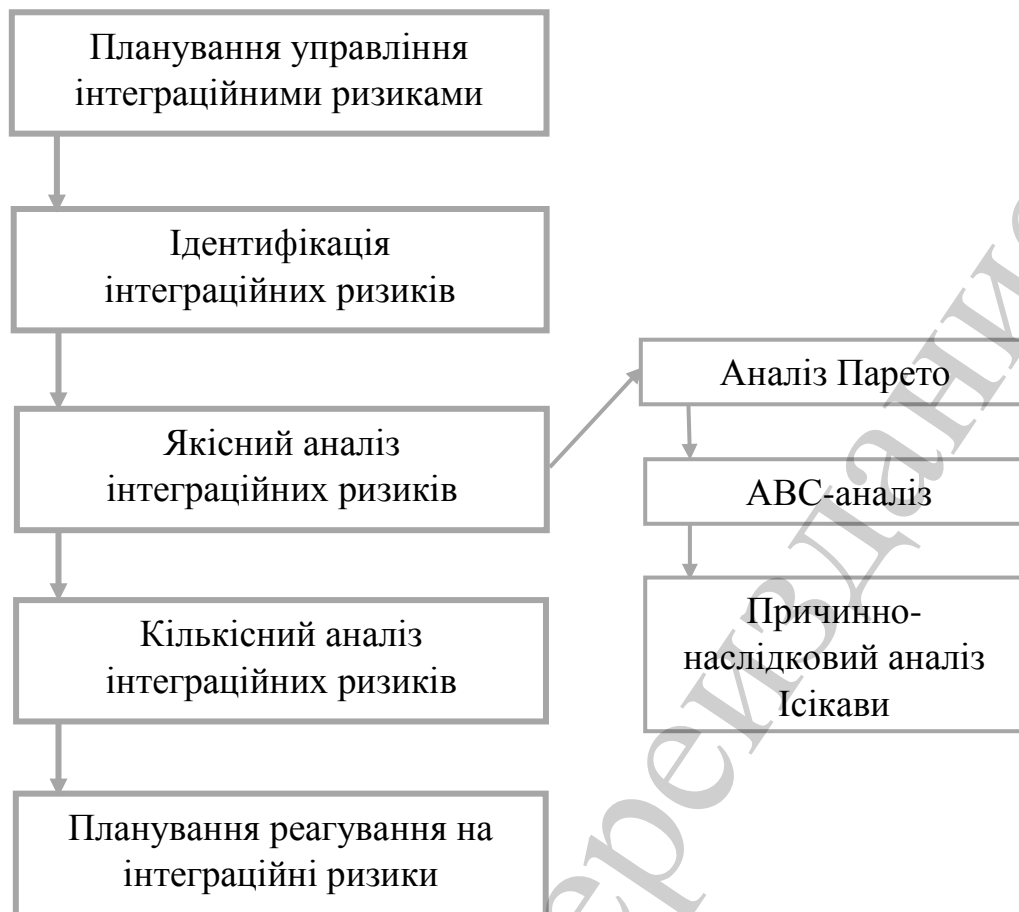 Планування управління
інтеграційними ризиками
Ідентифікація
інтеграційних ризиків
Якісний аналіз
інтеграційних ризиків
Кількісний аналіз
інтеграційних ризиків
Планування реагування на
інтеграційні ризики
Аналіз Парето
АВС-аналіз
Причинно-
наслідковий аналіз
Ісікави